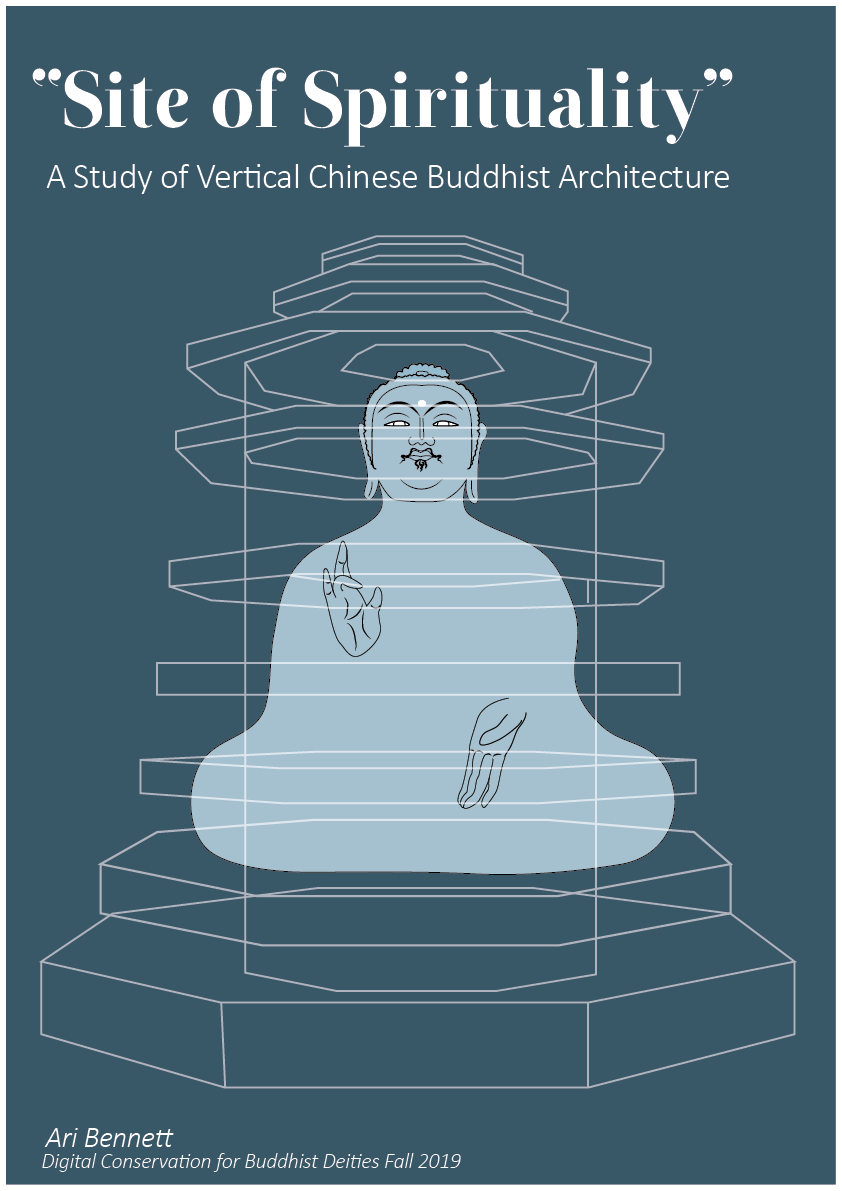 ”Site of Spirituality”
A Study of Vertical Chinese Buddhist Architecture
Ari Bennett
Digital Conservation for Buddhist Deities Fall 2019